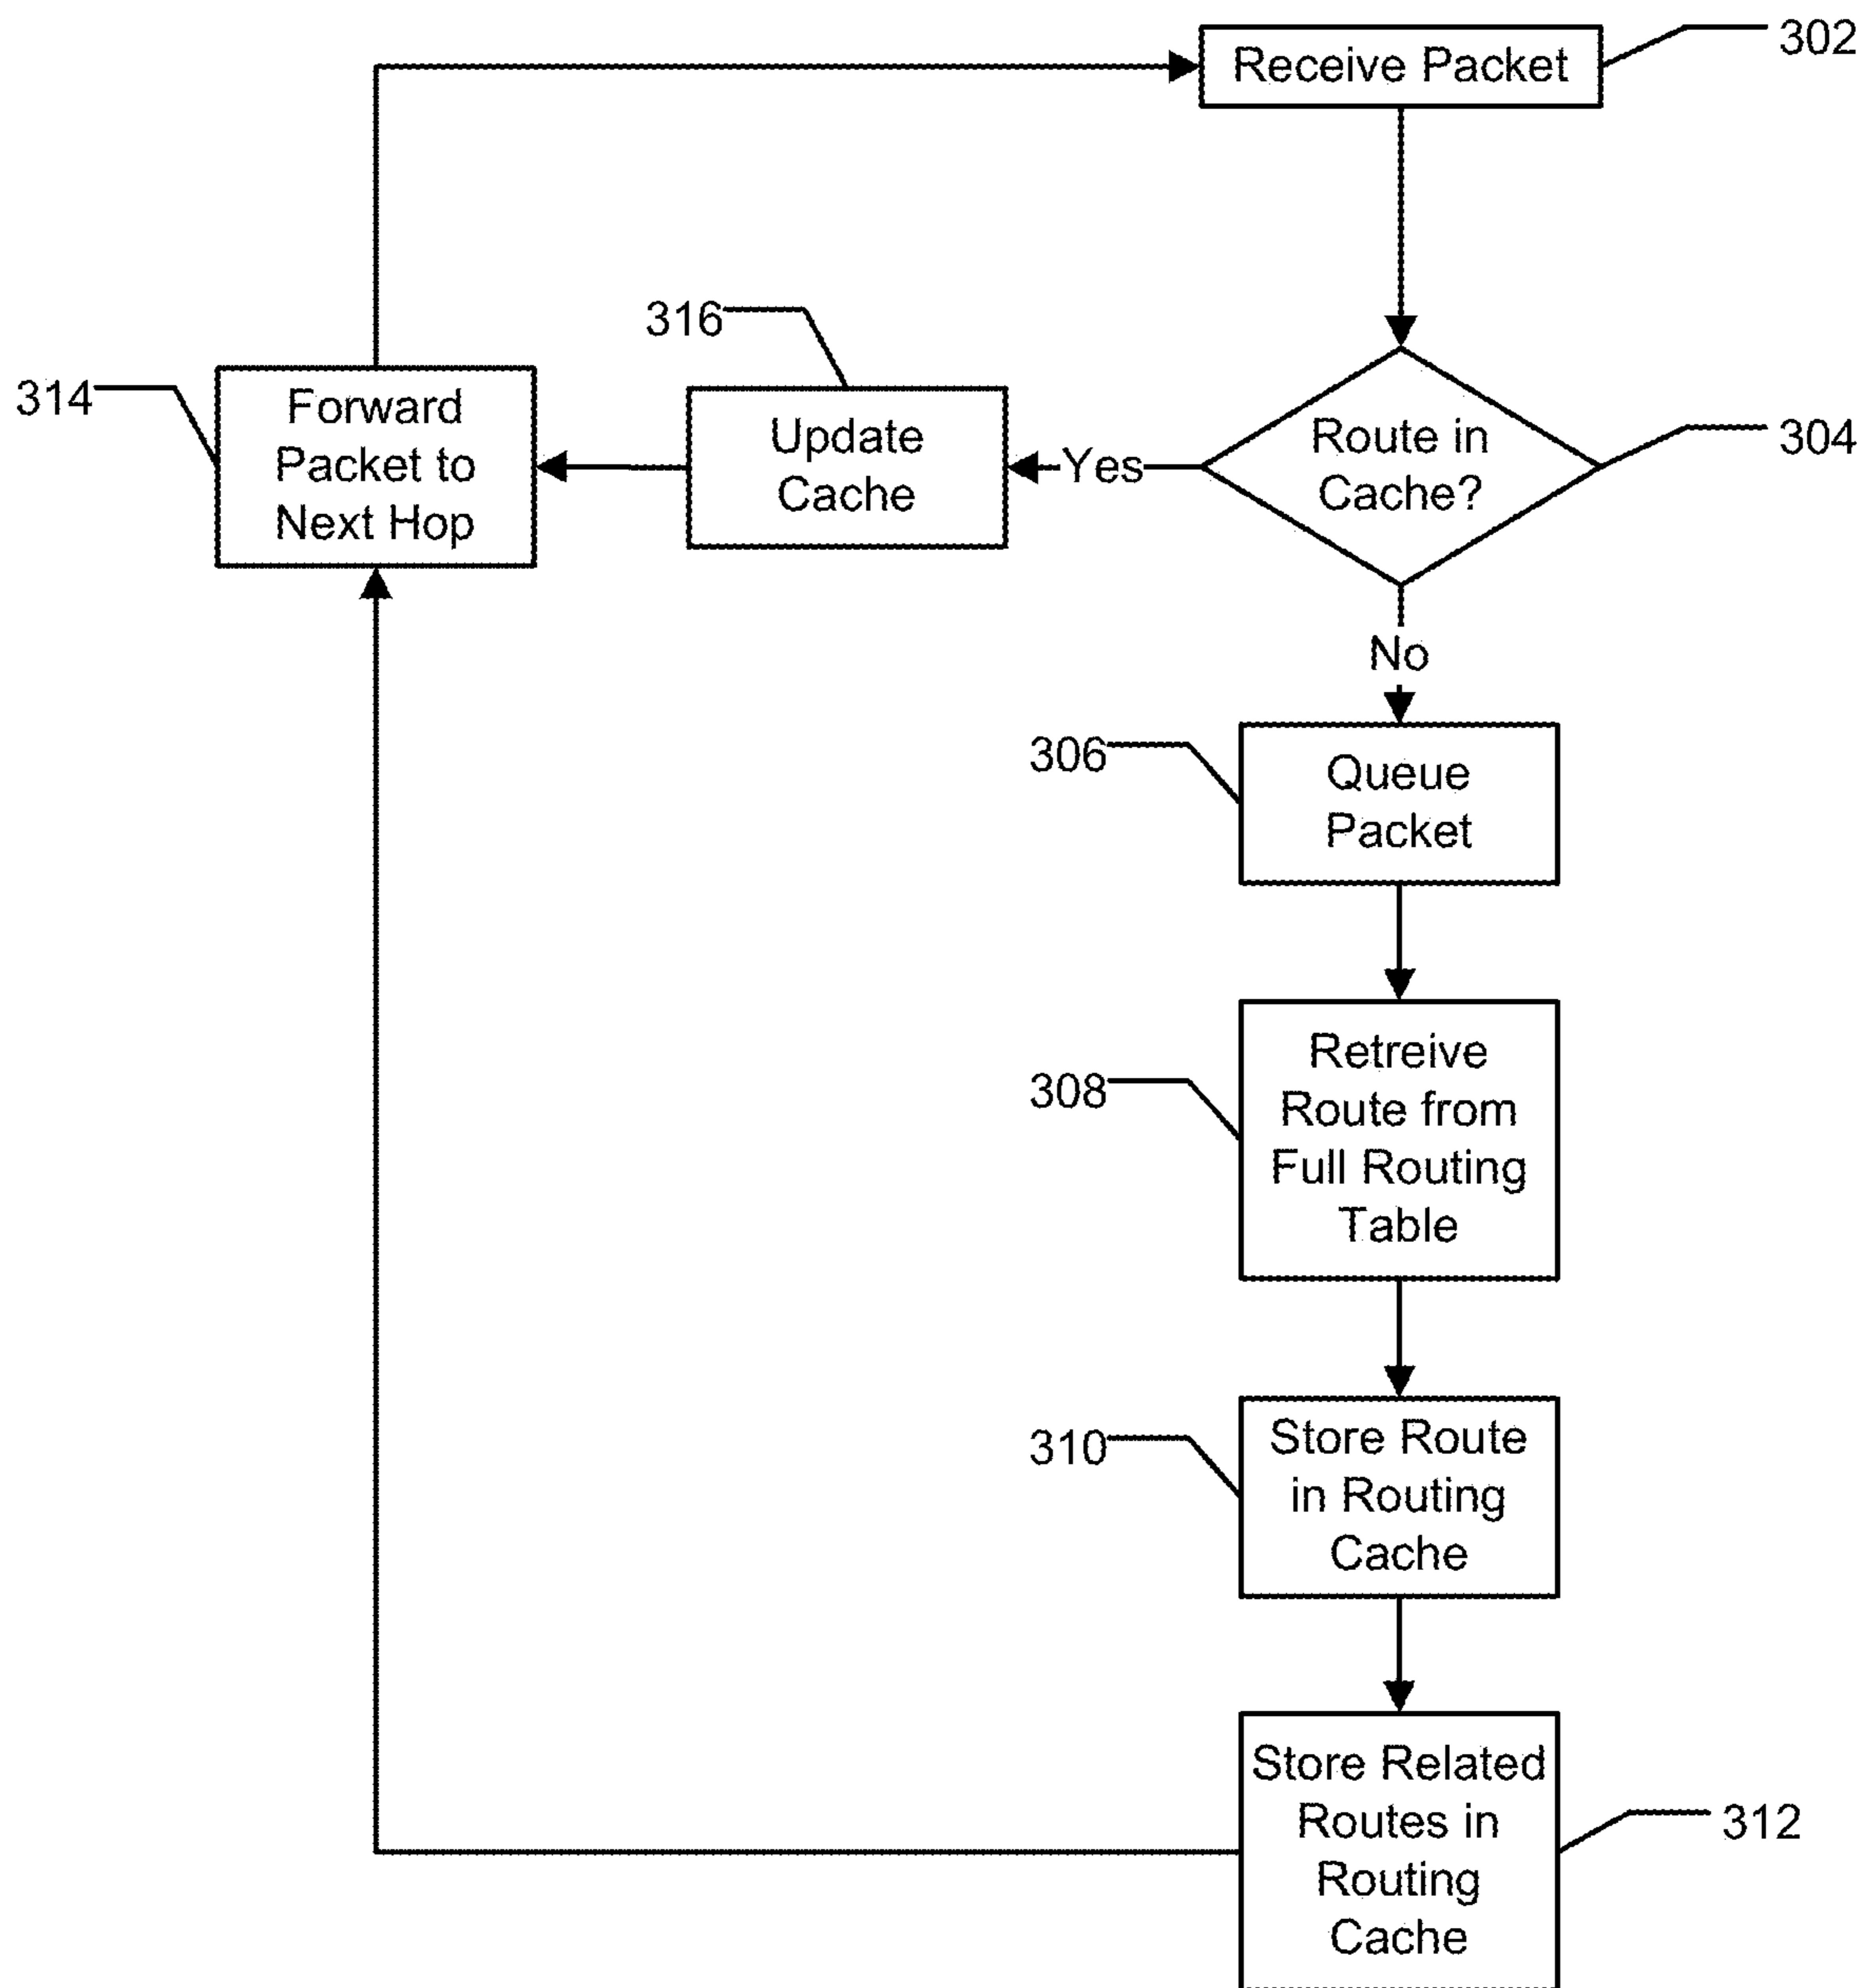 Receive Packet
302
316
314
Forward
Packet to
Next Hop
Update
Cache
Yes
Route in
Cache?
304
No
306
Queue
Packet
308
Retreive
Route from
Full Routing
Table
310
Store Route
in Routing
Cache
Store Related
Routes in
Routing
Cache
312